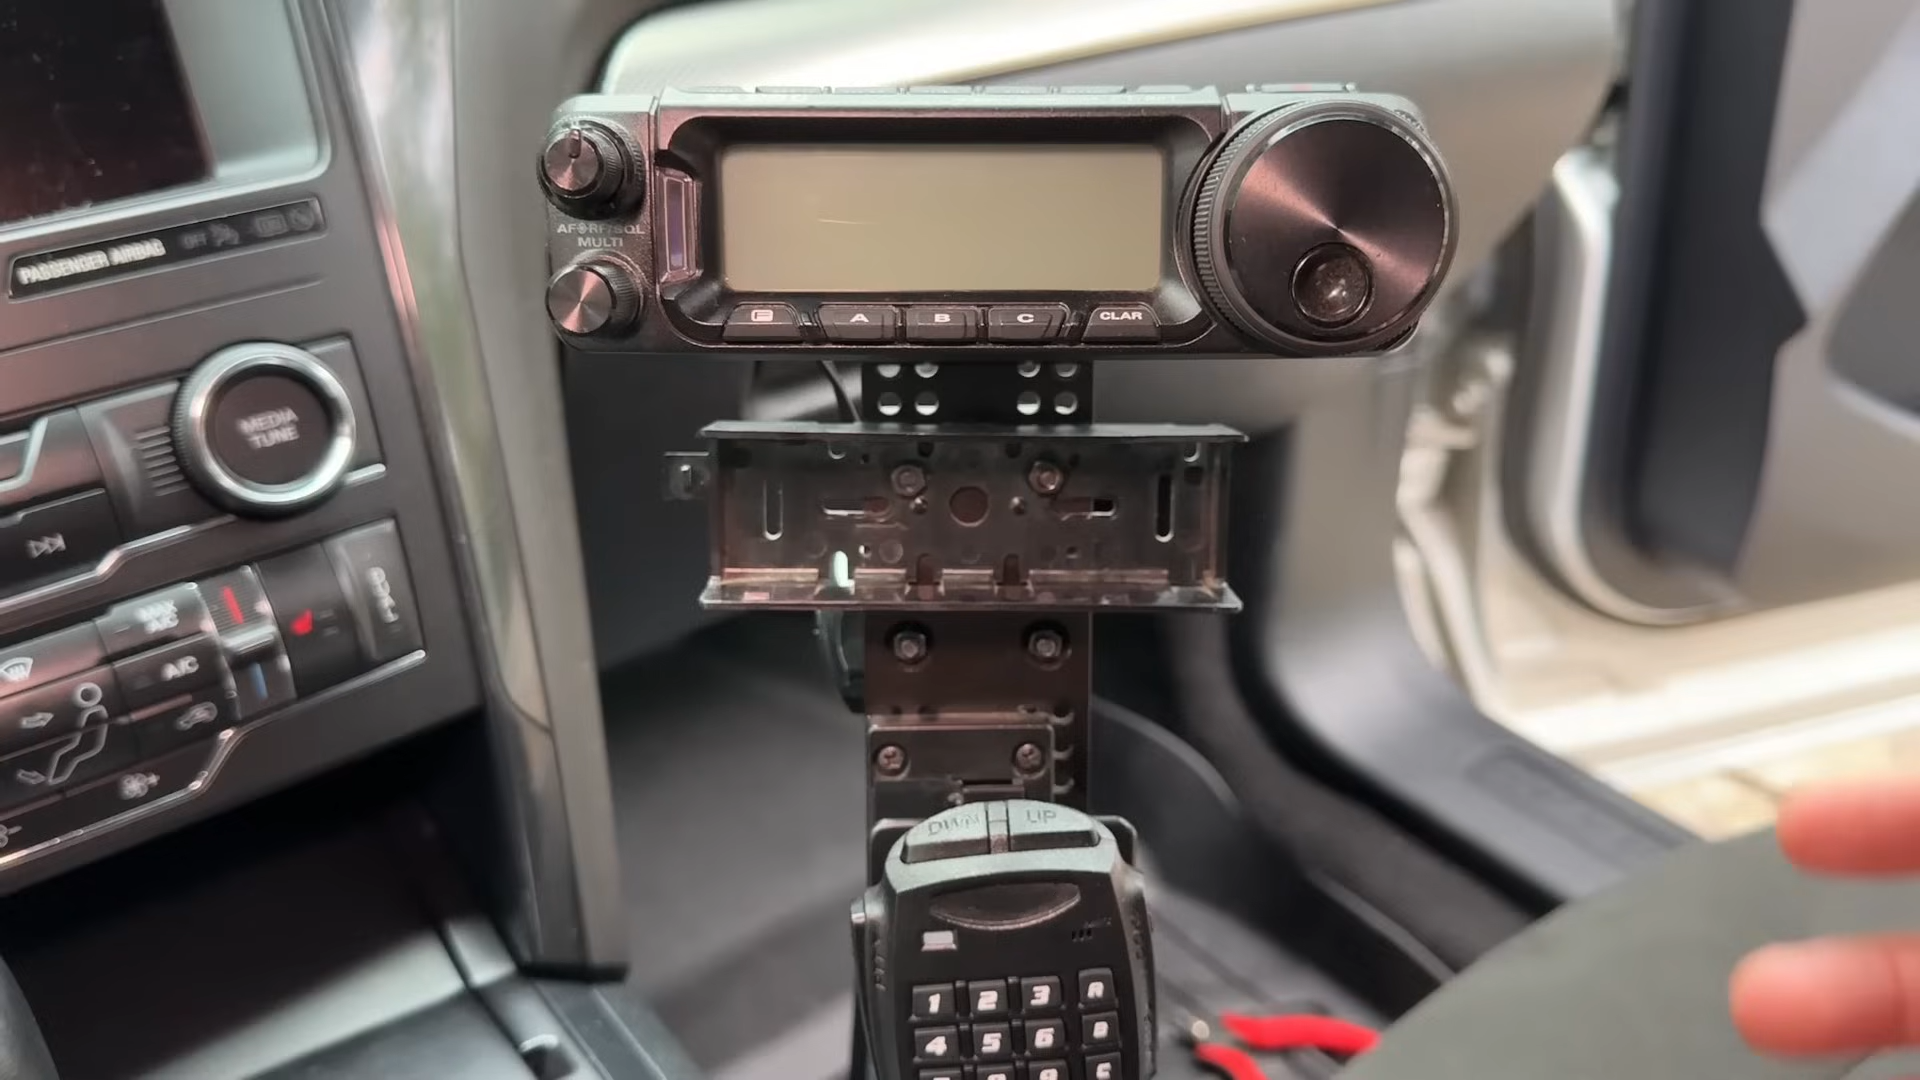 PASSENGER AIRBAG
OFF
AF RF/SQL
MULTI
F
A
B
C
CLAR
MEDIA
TUNE
MAX
A/C
A/C
DWN
UP
1 2 3 A
4 5 6 B